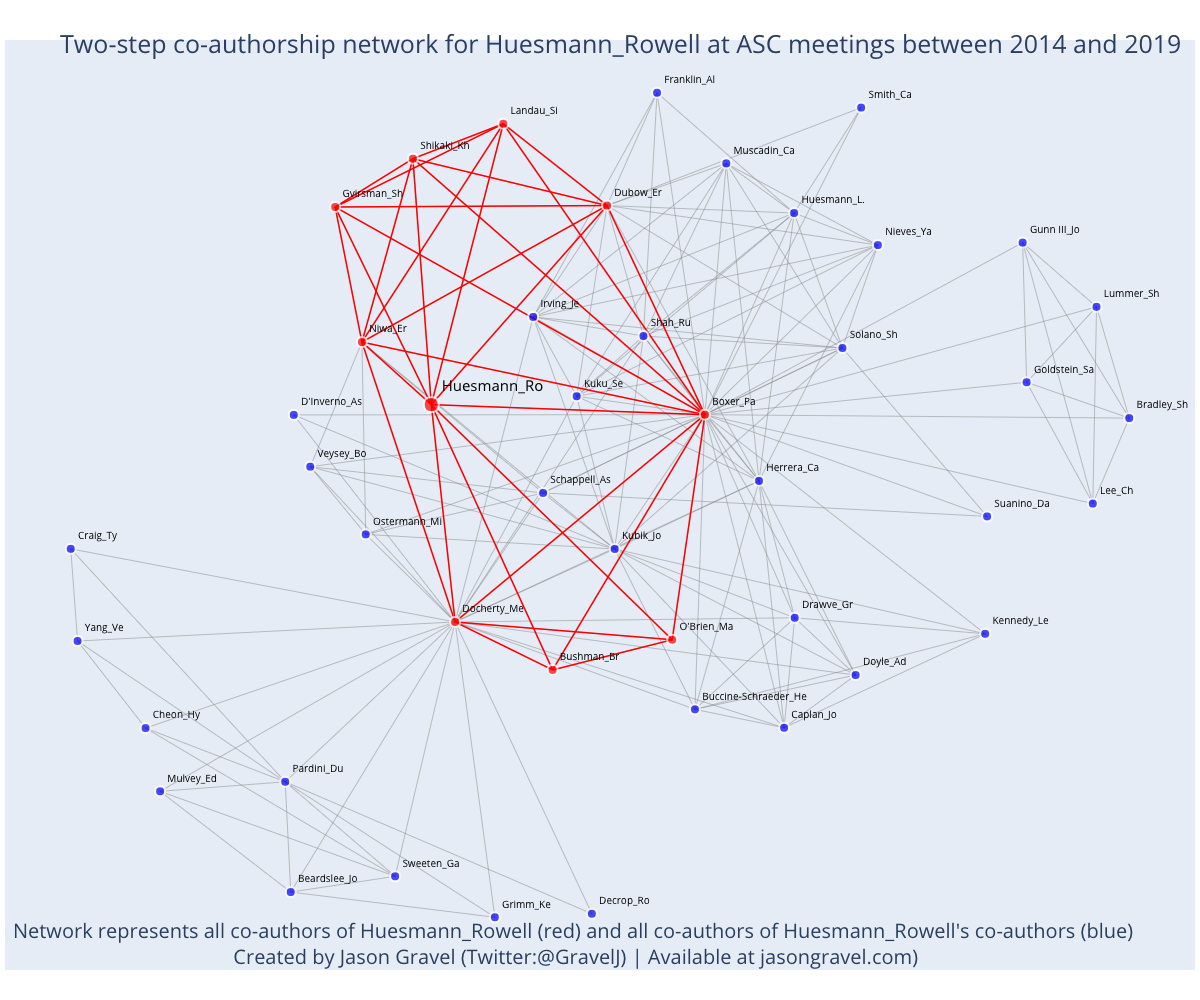 Two-step co-authorship network for Huesmann_Rowell at ASC meetings between 2014 and 2019
Franklin_Al
Smith_Ca
Landau_Si
Shikaki_Kh
Muscadin_Ca
Gvirsman_Sh
Dubow_Er
Huesmann_L.
Nieves_Ya
Gunn III_Jo
Lummer_Sh
Irving_Je
Niwa_Er
Shah_Ru
Solano_Sh
Goldstein_Sa
Huesmann_Ro
Kuku_Se
D'Inverno_As
Boxer_Pa
Bradley_Sh
Veysey_Bo
Herrera_Ca
Schappell_As
Lee_Ch
Suanino_Da
Ostermann_Mi
Craig_Ty
Kubik_Jo
Docherty_Me
Drawve_Gr
Yang_Ve
O'Brien_Ma
Kennedy_Le
Bushman_Br
Doyle_Ad
Buccine-Schraeder_He
Cheon_Hy
Caplan_Jo
Pardini_Du
Mulvey_Ed
Sweeten_Ga
Beardslee_Jo
Grimm_Ke
Decrop_Ro
Network represents all co-authors of Huesmann_Rowell (red) and all co-authors of Huesmann_Rowell's co-authors (blue)
Created by Jason Gravel (Twitter:@GravelJ) | Available at jasongravel.com)